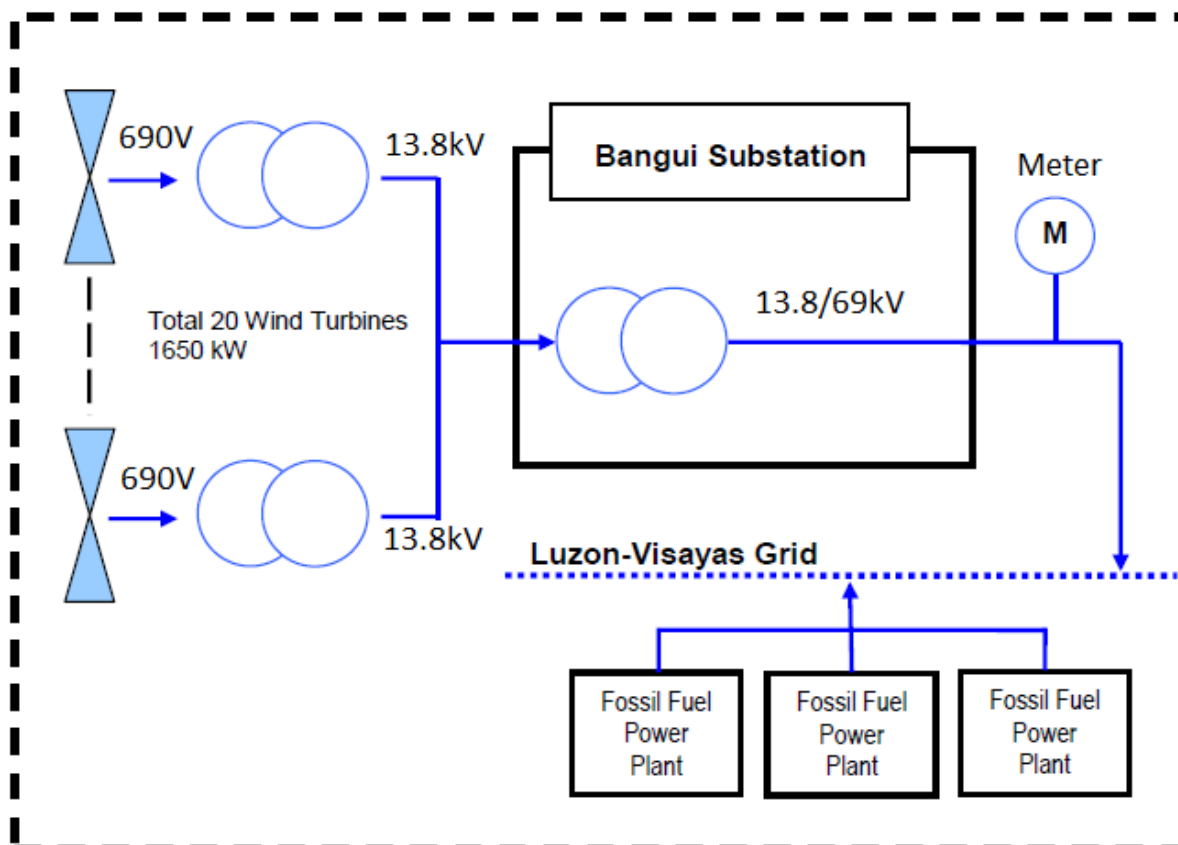 690V
13.8kV
Bangui Substation
Meter
M
13.8/69kV
Total 20 Wind Turbines
1650 kW
690V
13.8kV
Luzon-Visayas Grid
Fossil Fuel
Power
Plant
Fossil Fuel
Power
Plant
Fossil Fuel
Power
Plant